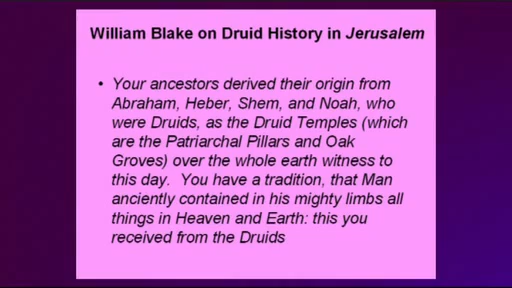 William Blake on Druid History in Jerusalem
• Your ancestors derived their origin from
Abraham, Heber, Shem, and Noah, who
were Druids, as the Druid Temples (which
are the Patriarchal Pillars and Oak
Groves) over the whole earth witness to
this day.  You have a tradition, that Man
anciently contained in his mighty limbs all
things in Heaven and Earth: this you
received from the Druids